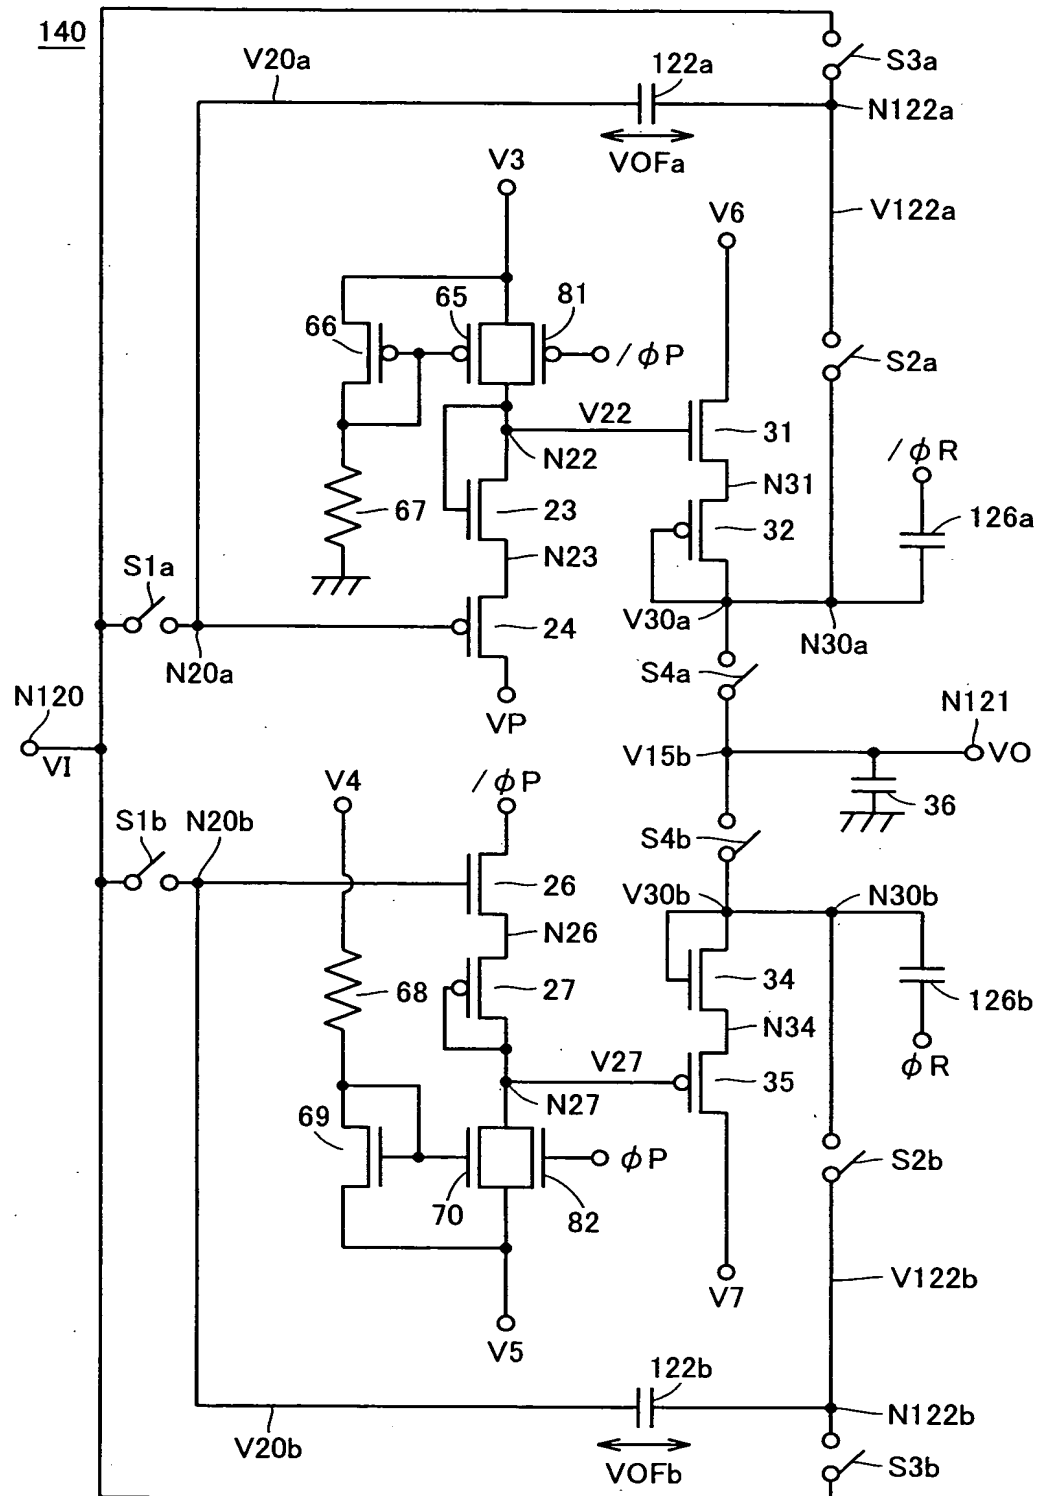 140
S3a
V20a
122a
N122a
VOFa
V3
V122a
V6
65
81
66
/φP
S2a
V22
31
N22
/φR
N31
67
23
126a
32
N23
S1a
V30a
24
N30a
N20a
S4a
N120
VP
N121
VI
V15b
VO
V4
/φP
36
S1b
N20b
S4b
26
V30b
N30b
N26
27
34
68
126b
N34
V27
φR
35
69
N27
φP
S2b
70
82
V122b
V7
V5
122b
N122b
V20b
VOFb
S3b